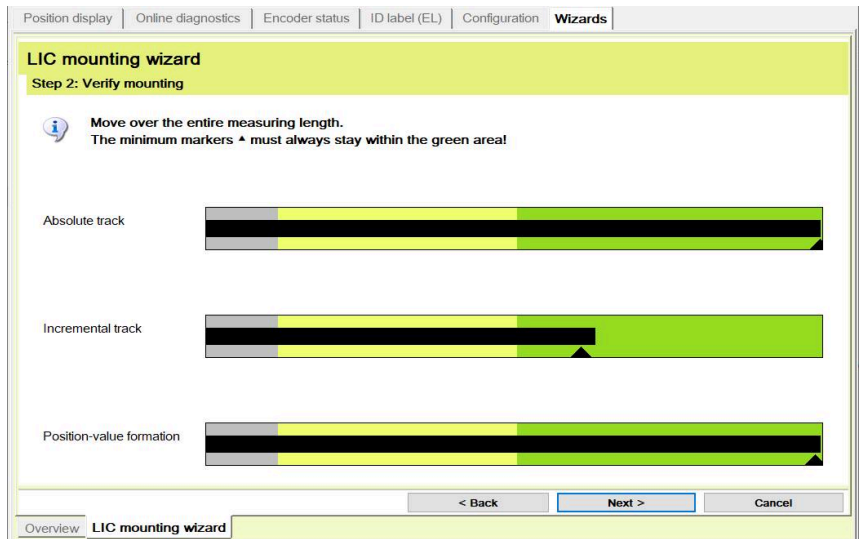 Position display Online diagnostics Encoder status ID label (EL) Configuration Wizards
LIC mounting wizard
Step 2: Verify mounting
Move over the entire measuring length.
The minimum markers ▲ must always stay within the green area!
Absolute track
Incremental track
Position-value formation
< Back Next > Cancel
Overview LIC mounting wizard